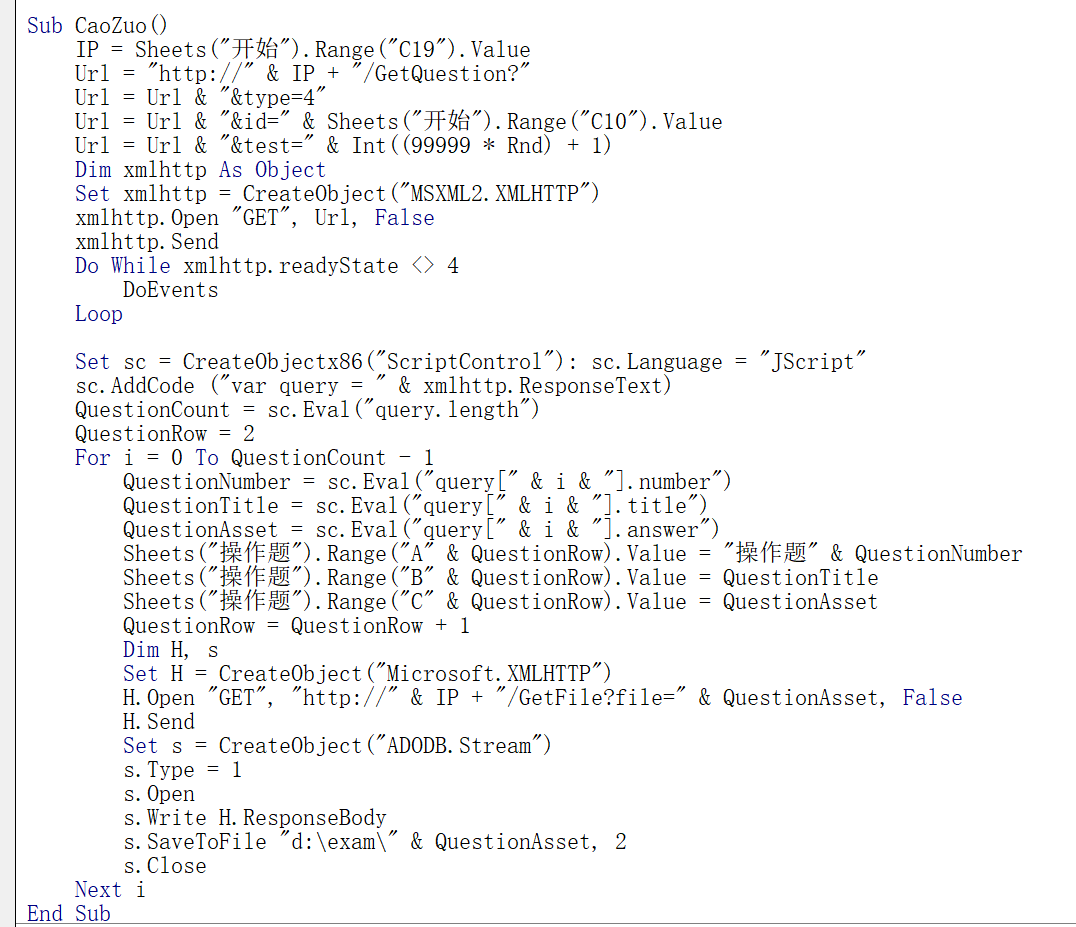 Sub CaoZuo()
    IP = Sheets("开始").Range("C19").Value
    Url = "http://" & IP + "/GetQuestion?"
    Url = Url & "&type=4"
    Url = Url & "&id=" & Sheets("开始").Range("C10").Value
    Url = Url & "&test=" & Int((99999 * Rnd) + 1)
    Dim xmlhttp As Object
    Set xmlhttp = CreateObject("MSXML2.XMLHTTP")
    xmlhttp.Open "GET", Url, False
    xmlhttp.Send
    Do While xmlhttp.readyState <> 4
        DoEvents
    Loop

    Set sc = CreateObjectx86("ScriptControl"): sc.Language = "JScript"
    sc.AddCode ("var query = " & xmlhttp.ResponseText)
    QuestionCount = sc.Eval("query.length")
    QuestionRow = 2
    For i = 0 To QuestionCount - 1
        QuestionNumber = sc.Eval("query[" & i & "].number")
        QuestionTitle = sc.Eval("query[" & i & "].title")
        QuestionAsset = sc.Eval("query[" & i & "].answer")
        Sheets("操作题").Range("A" & QuestionRow).Value = "操作题" & QuestionNumber
        Sheets("操作题").Range("B" & QuestionRow).Value = QuestionTitle
        Sheets("操作题").Range("C" & QuestionRow).Value = QuestionAsset
        QuestionRow = QuestionRow + 1
        Dim H, s
        Set H = CreateObject("Microsoft.XMLHTTP")
        H.Open "GET", "http://" & IP + "/GetFile?file=" & QuestionAsset, False
        H.Send
        Set s = CreateObject("ADODB.Stream")
        s.Type = 1
        s.Open
        s.Write H.ResponseBody
        s.SaveToFile "d:\exam\" & QuestionAsset, 2
        s.Close
    Next i
End Sub